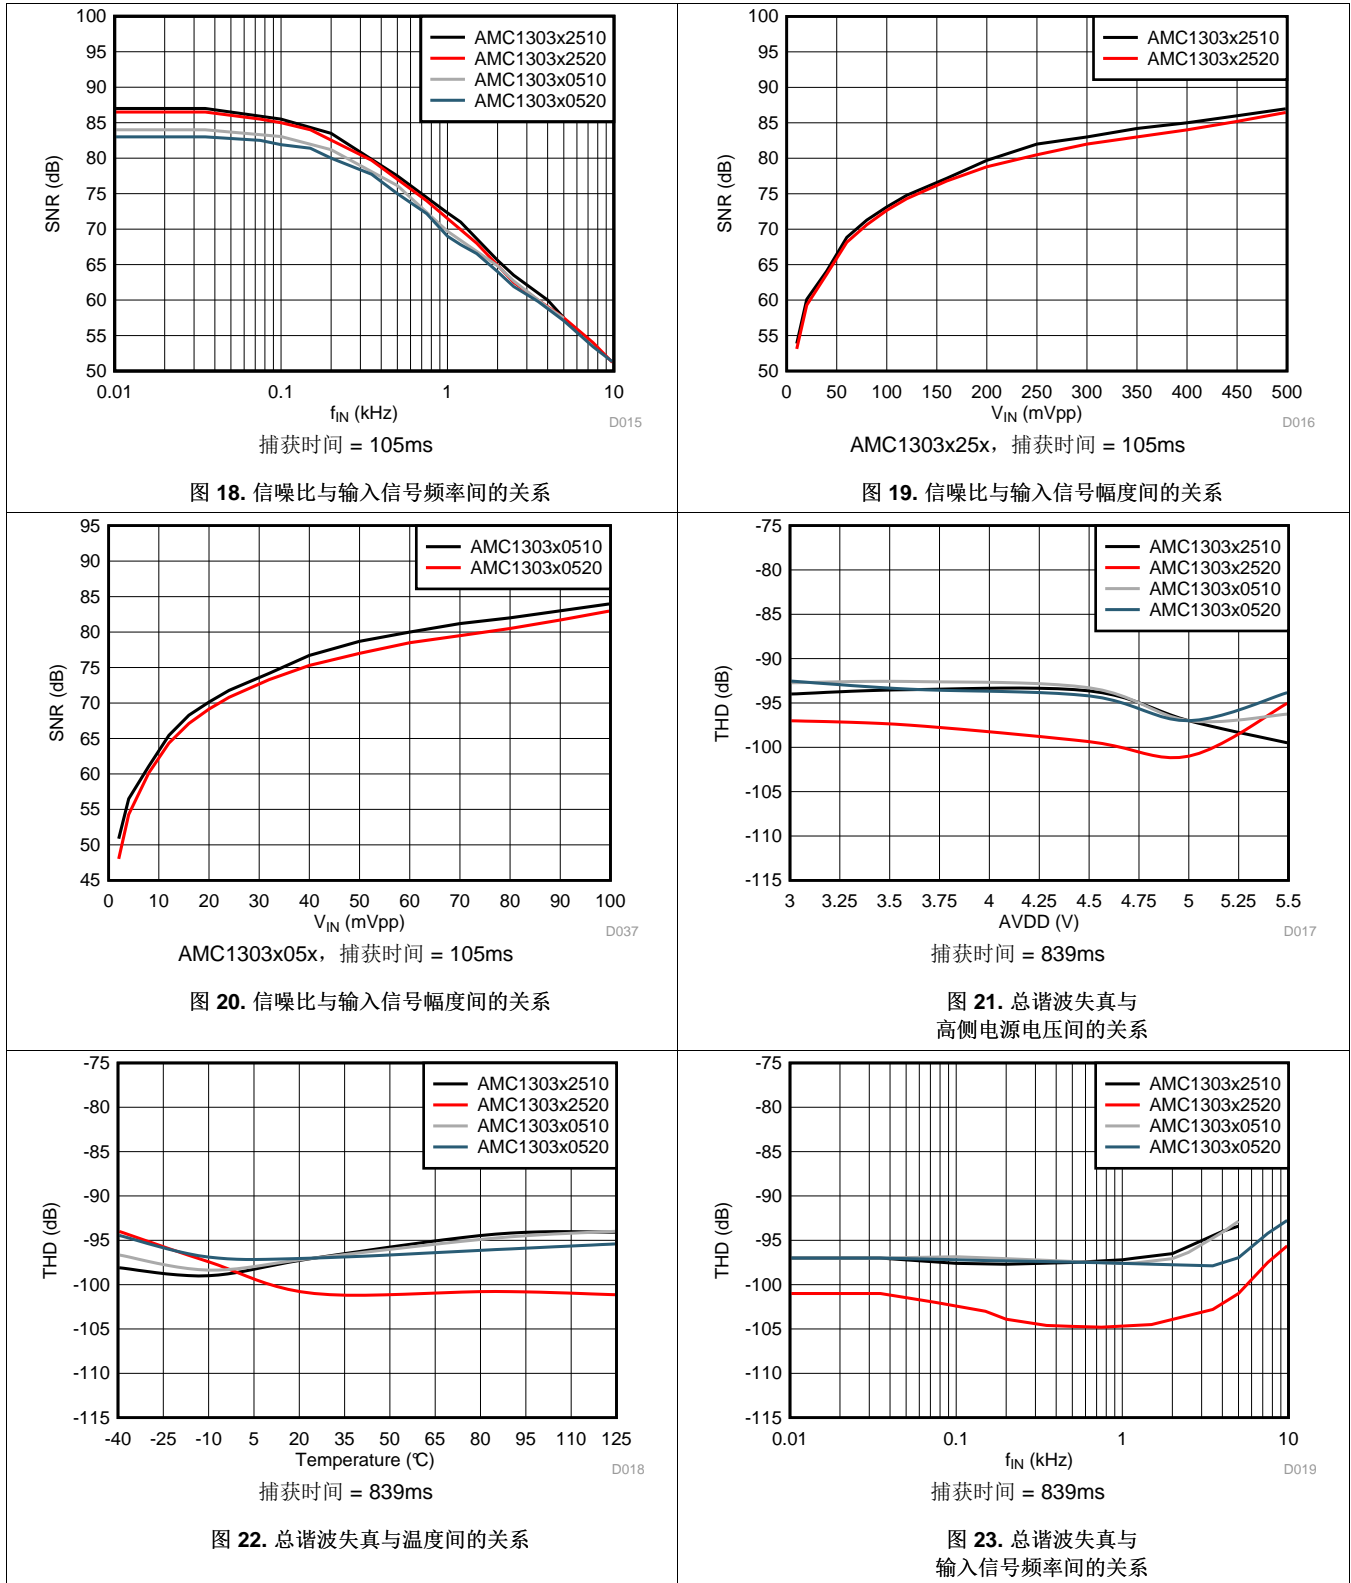 100
95
90
85
80
75
70
65
60
55
50
SNR (dB)
AMC1303x2510
AMC1303x2520
AMC1303x0510
AMC1303x0520
0.01 0.1 1 10
fIN (kHz)
D015
捕获时间 = 105ms
图 18. 信噪比与输入信号频率间的关系
100
95
90
85
80
75
70
65
60
55
50
SNR (dB)
AMC1303x2510
AMC1303x2520
0 50 100 150 200 250 300 350 400 450 500
VIN (mVpp)
D016
AMC1303x25x，捕获时间 = 105ms
图 19. 信噪比与输入信号幅度间的关系
95
90
85
80
75
70
65
60
55
50
45
SNR (dB)
AMC1303x0510
AMC1303x0520
0 10 20 30 40 50 60 70 80 90 100
VIN (mVpp)
D037
AMC1303x05x，捕获时间 = 105ms
图 20. 信噪比与输入信号幅度间的关系
-75
-80
-85
-90
-95
-100
-105
-110
-115
THD (dB)
AMC1303x2510
AMC1303x2520
AMC1303x0510
AMC1303x0520
3 3.25 3.5 3.75 4 4.25 4.5 4.75 5 5.25 5.5
AVDD (V)
D017
捕获时间 = 839ms
图 21. 总谐波失真与
高侧电源电压间的关系
-75
-80
-85
-90
-95
-100
-105
-110
-115
THD (dB)
AMC1303x2510
AMC1303x2520
AMC1303x0510
AMC1303x0520
-40 -25 -10 5 20 35 50 65 80 95 110 125
Temperature (°C)
D018
捕获时间 = 839ms
图 22. 总谐波失真与温度间的关系
-75
-80
-85
-90
-95
-100
-105
-110
-115
THD (dB)
AMC1303x2510
AMC1303x2520
AMC1303x0510
AMC1303x0520
0.01 0.1 1 10
fIN (kHz)
D019
捕获时间 = 839ms
图 23. 总谐波失真与
输入信号频率间的关系